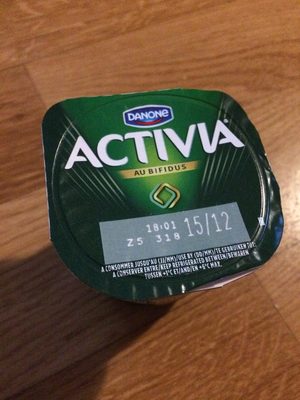 DANONE
ACTIVIA
AU BIFIDUS
18:01 15/12
Z5 318
A CONSOMMER JUSQU'AU (JJ/MM)/USE BY (DD/MM)/TE GEBRUIKEN TOT
A CONSERVER ENTRE/KEEP REFRIGERATED BETWEEN/BEWAREN
TUSSEN +1°C ET/AND/EN +6°C MAX.